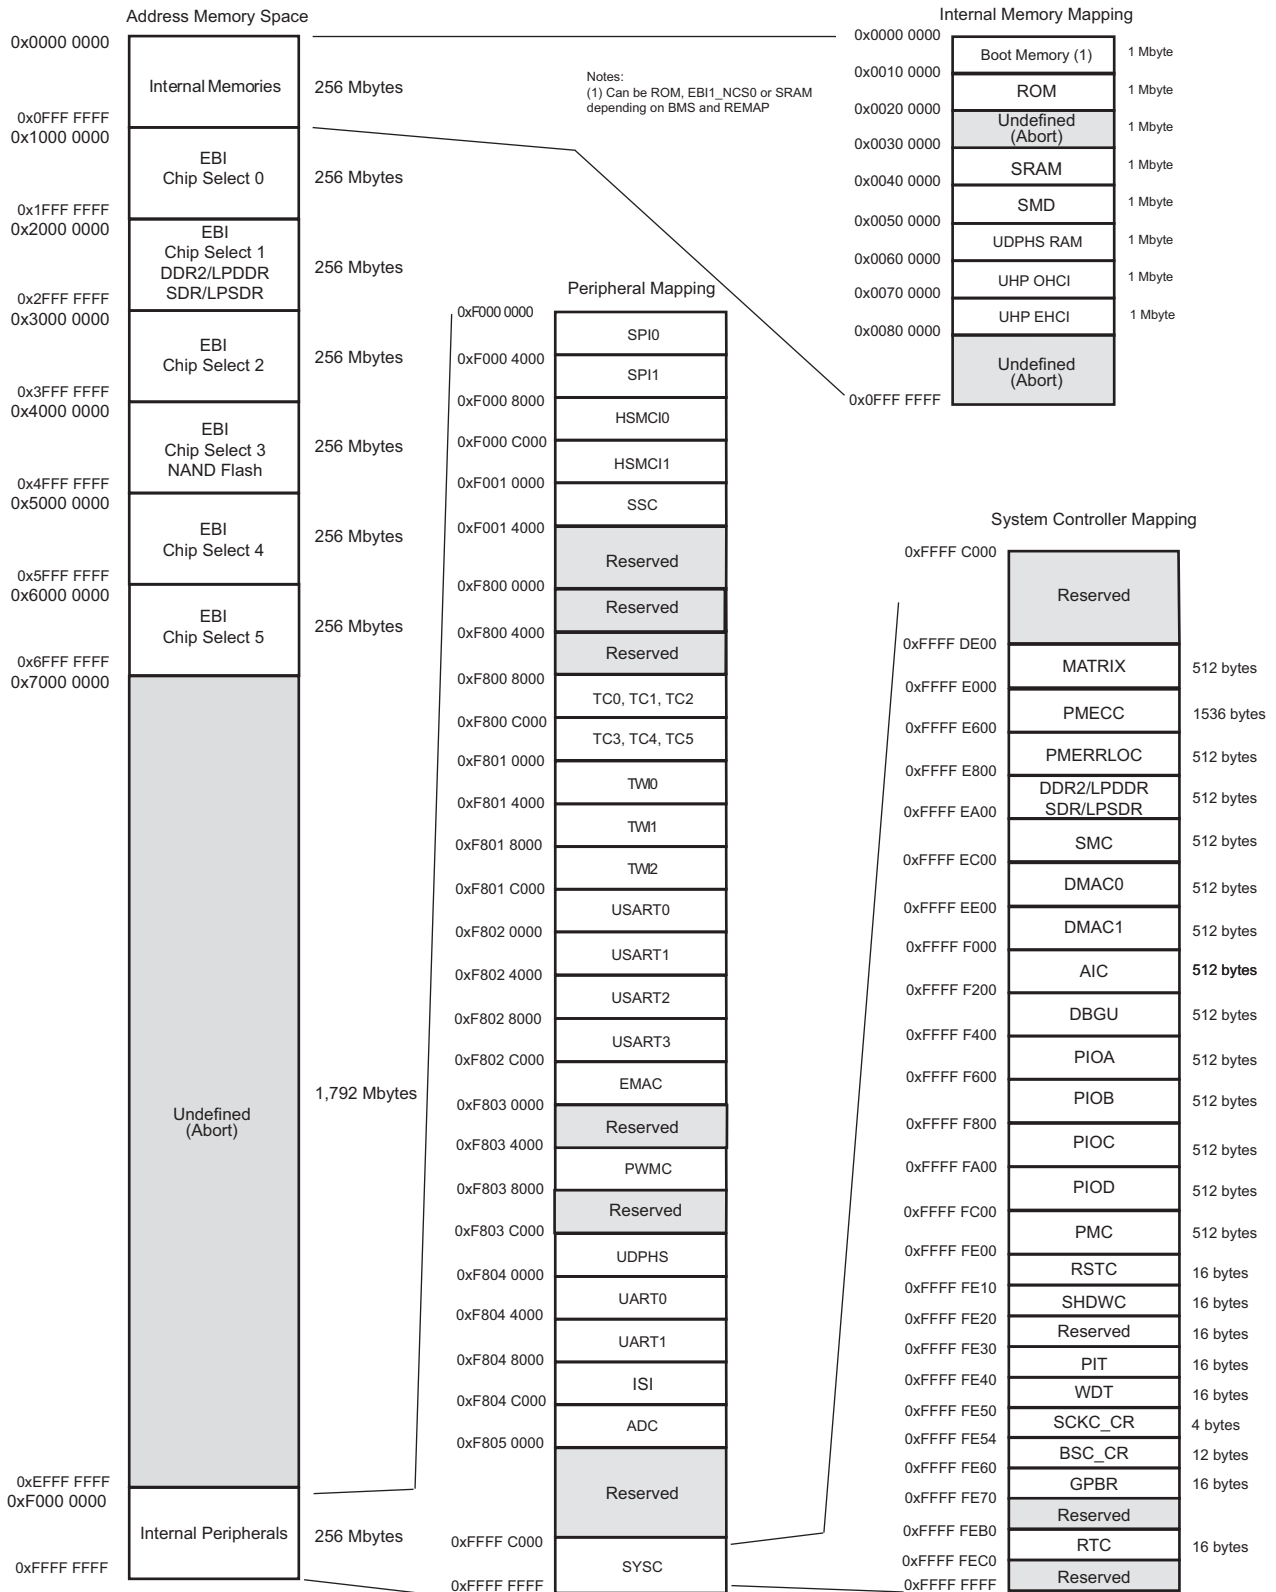 Address Memory Space
0x0000 0000
Internal Memories
256 Mbytes
0x0FFF FFFF
0x1000 0000
EBI
Chip Select 0
256 Mbytes
0x1FFF FFFF
0x2000 0000
EBI
Chip Select 1
DDR2/LPDDR
SDR/LPSDR
256 Mbytes
0x2FFF FFFF
0x3000 0000
EBI
Chip Select 2
256 Mbytes
0x3FFF FFFF
0x4000 0000
EBI
Chip Select 3
NAND Flash
256 Mbytes
0x4FFF FFFF
0x5000 0000
EBI
Chip Select 4
256 Mbytes
0x5FFF FFFF
0x6000 0000
EBI
Chip Select 5
256 Mbytes
0x6FFF FFFF
0x7000 0000
Undefined
(Abort)
1,792 Mbytes
0xEFFF FFFF
0xF000 0000
Internal Peripherals
256 Mbytes
0xFFFF FFFF
Notes:
(1) Can be ROM, EBI1_NCS0 or SRAM
depending on BMS and REMAP
Peripheral Mapping
0xF000 0000
SPI0
0xF000 4000
SPI1
0xF000 8000
HSMCI0
0xF000 C000
HSMCI1
0xF001 0000
SSC
0xF001 4000
Reserved
0xF800 0000
Reserved
0xF800 4000
Reserved
0xF800 8000
TC0, TC1, TC2
0xF800 C000
TC3, TC4, TC5
0xF801 0000
TWI0
0xF801 4000
TWI1
0xF801 8000
TWI2
0xF801 C000
USART0
0xF802 0000
USART1
0xF802 4000
USART2
0xF802 8000
USART3
0xF802 C000
EMAC
0xF803 0000
Reserved
0xF803 4000
PWMC
0xF803 8000
Reserved
0xF803 C000
UDPHS
0xF804 0000
UART0
0xF804 4000
UART1
0xF804 8000
ISI
0xF804 C000
ADC
0xF805 0000
Reserved
0xFFFF C000
SYSC
0xFFFF FFFF
Internal Memory Mapping
0x0000 0000
Boot Memory (1)
1 Mbyte
0x0010 0000
ROM
1 Mbyte
0x0020 0000
Undefined
(Abort)
1 Mbyte
0x0030 0000
SRAM
1 Mbyte
0x0040 0000
SMD
1 Mbyte
0x0050 0000
UDPHS RAM
1 Mbyte
0x0060 0000
UHP OHCI
1 Mbyte
0x0070 0000
UHP EHCI
1 Mbyte
0x0080 0000
Undefined
(Abort)
0x0FFF FFFF
System Controller Mapping
0xFFFF C000
Reserved
0xFFFF DE00
MATRIX
512 bytes
0xFFFF E000
PMECC
1536 bytes
0xFFFF E600
PMERRLOC
512 bytes
0xFFFF E800
DDR2/LPDDR
SDR/LPSDR
512 bytes
0xFFFF EA00
SMC
512 bytes
0xFFFF EC00
DMAC0
512 bytes
0xFFFF EE00
DMAC1
512 bytes
0xFFFF F000
AIC
512 bytes
0xFFFF F200
DBGU
512 bytes
0xFFFF F400
PIOA
512 bytes
0xFFFF F600
PIOB
512 bytes
0xFFFF F800
PIOC
512 bytes
0xFFFF FA00
PIOD
512 bytes
0xFFFF FC00
PMC
512 bytes
0xFFFF FE00
RSTC
16 bytes
0xFFFF FE10
SHDWC
16 bytes
0xFFFF FE20
Reserved
16 bytes
0xFFFF FE30
PIT
16 bytes
0xFFFF FE40
WDT
16 bytes
0xFFFF FE50
SCKC_CR
4 bytes
0xFFFF FE54
BSC_CR
12 bytes
0xFFFF FE60
GPBR
16 bytes
0xFFFF FE70
Reserved
0xFFFF FEB0
RTC
16 bytes
0xFFFF FEC0
Reserved
0xFFFF FFFF